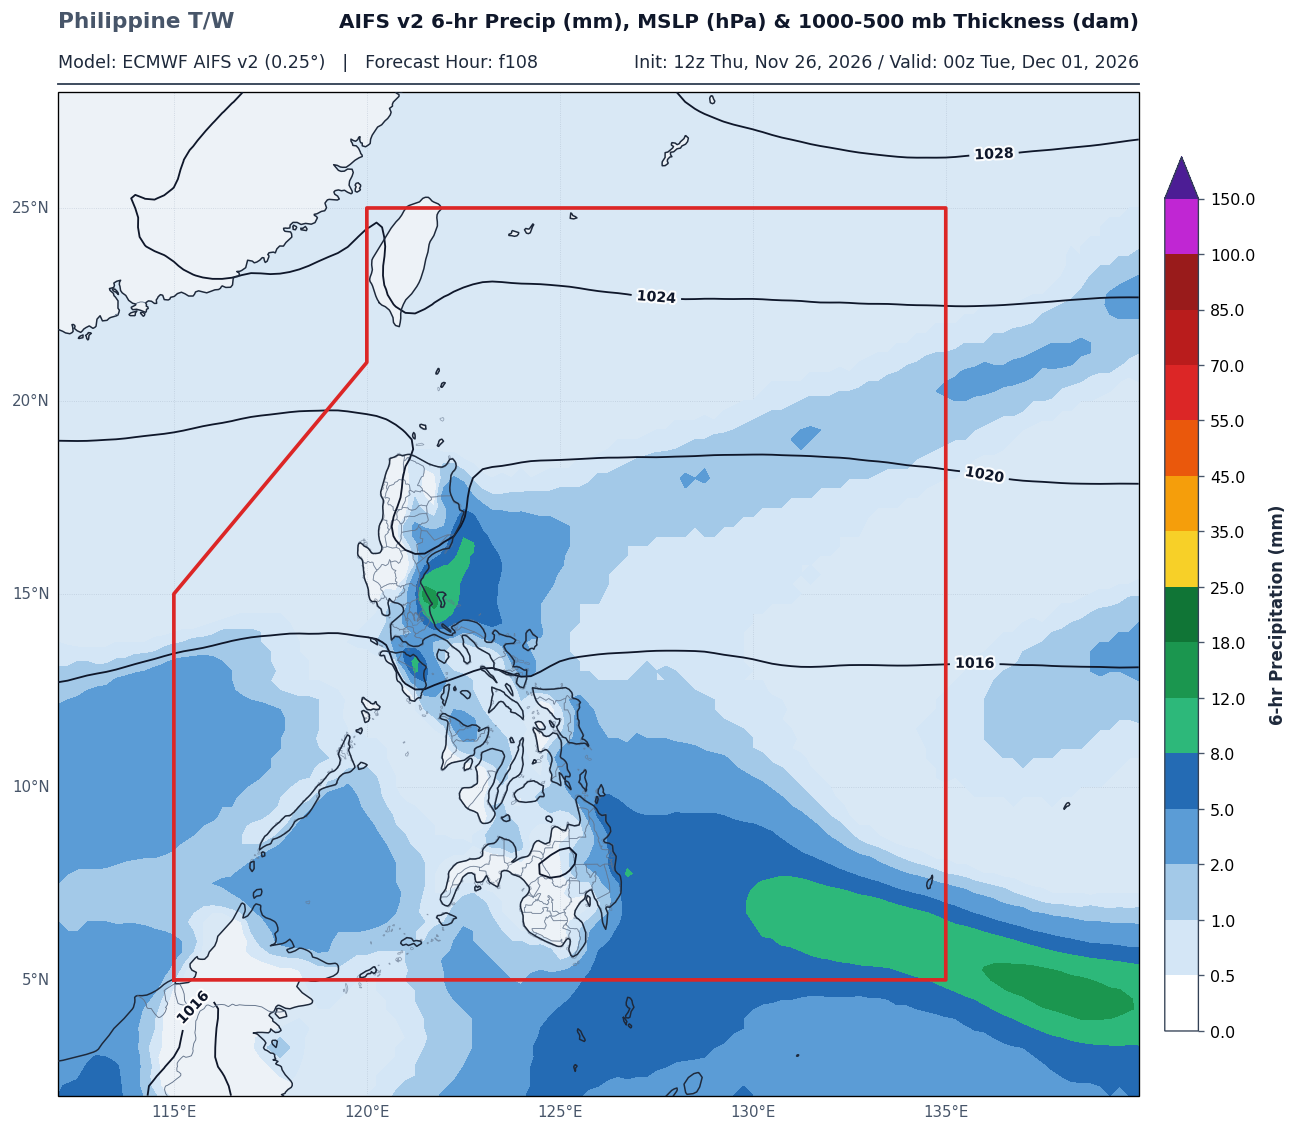 Philippine T/W
AIFS v2 6-hr Precip (mm), MSLP (hPa) & 1000-500 mb Thickness (dam)
Model: ECMWF AIFS v2 (0.25°) | Forecast Hour: f108
Init: 12z Thu, Nov 26, 2026 / Valid: 00z Tue, Dec 01, 2026
1028
1024
1020
1016
1016
25°N
20°N
15°N
10°N
5°N
115°E
120°E
125°E
130°E
135°E
150.0
100.0
85.0
70.0
55.0
45.0
35.0
25.0
18.0
12.0
8.0
5.0
2.0
1.0
0.5
0.0
6-hr Precipitation (mm)